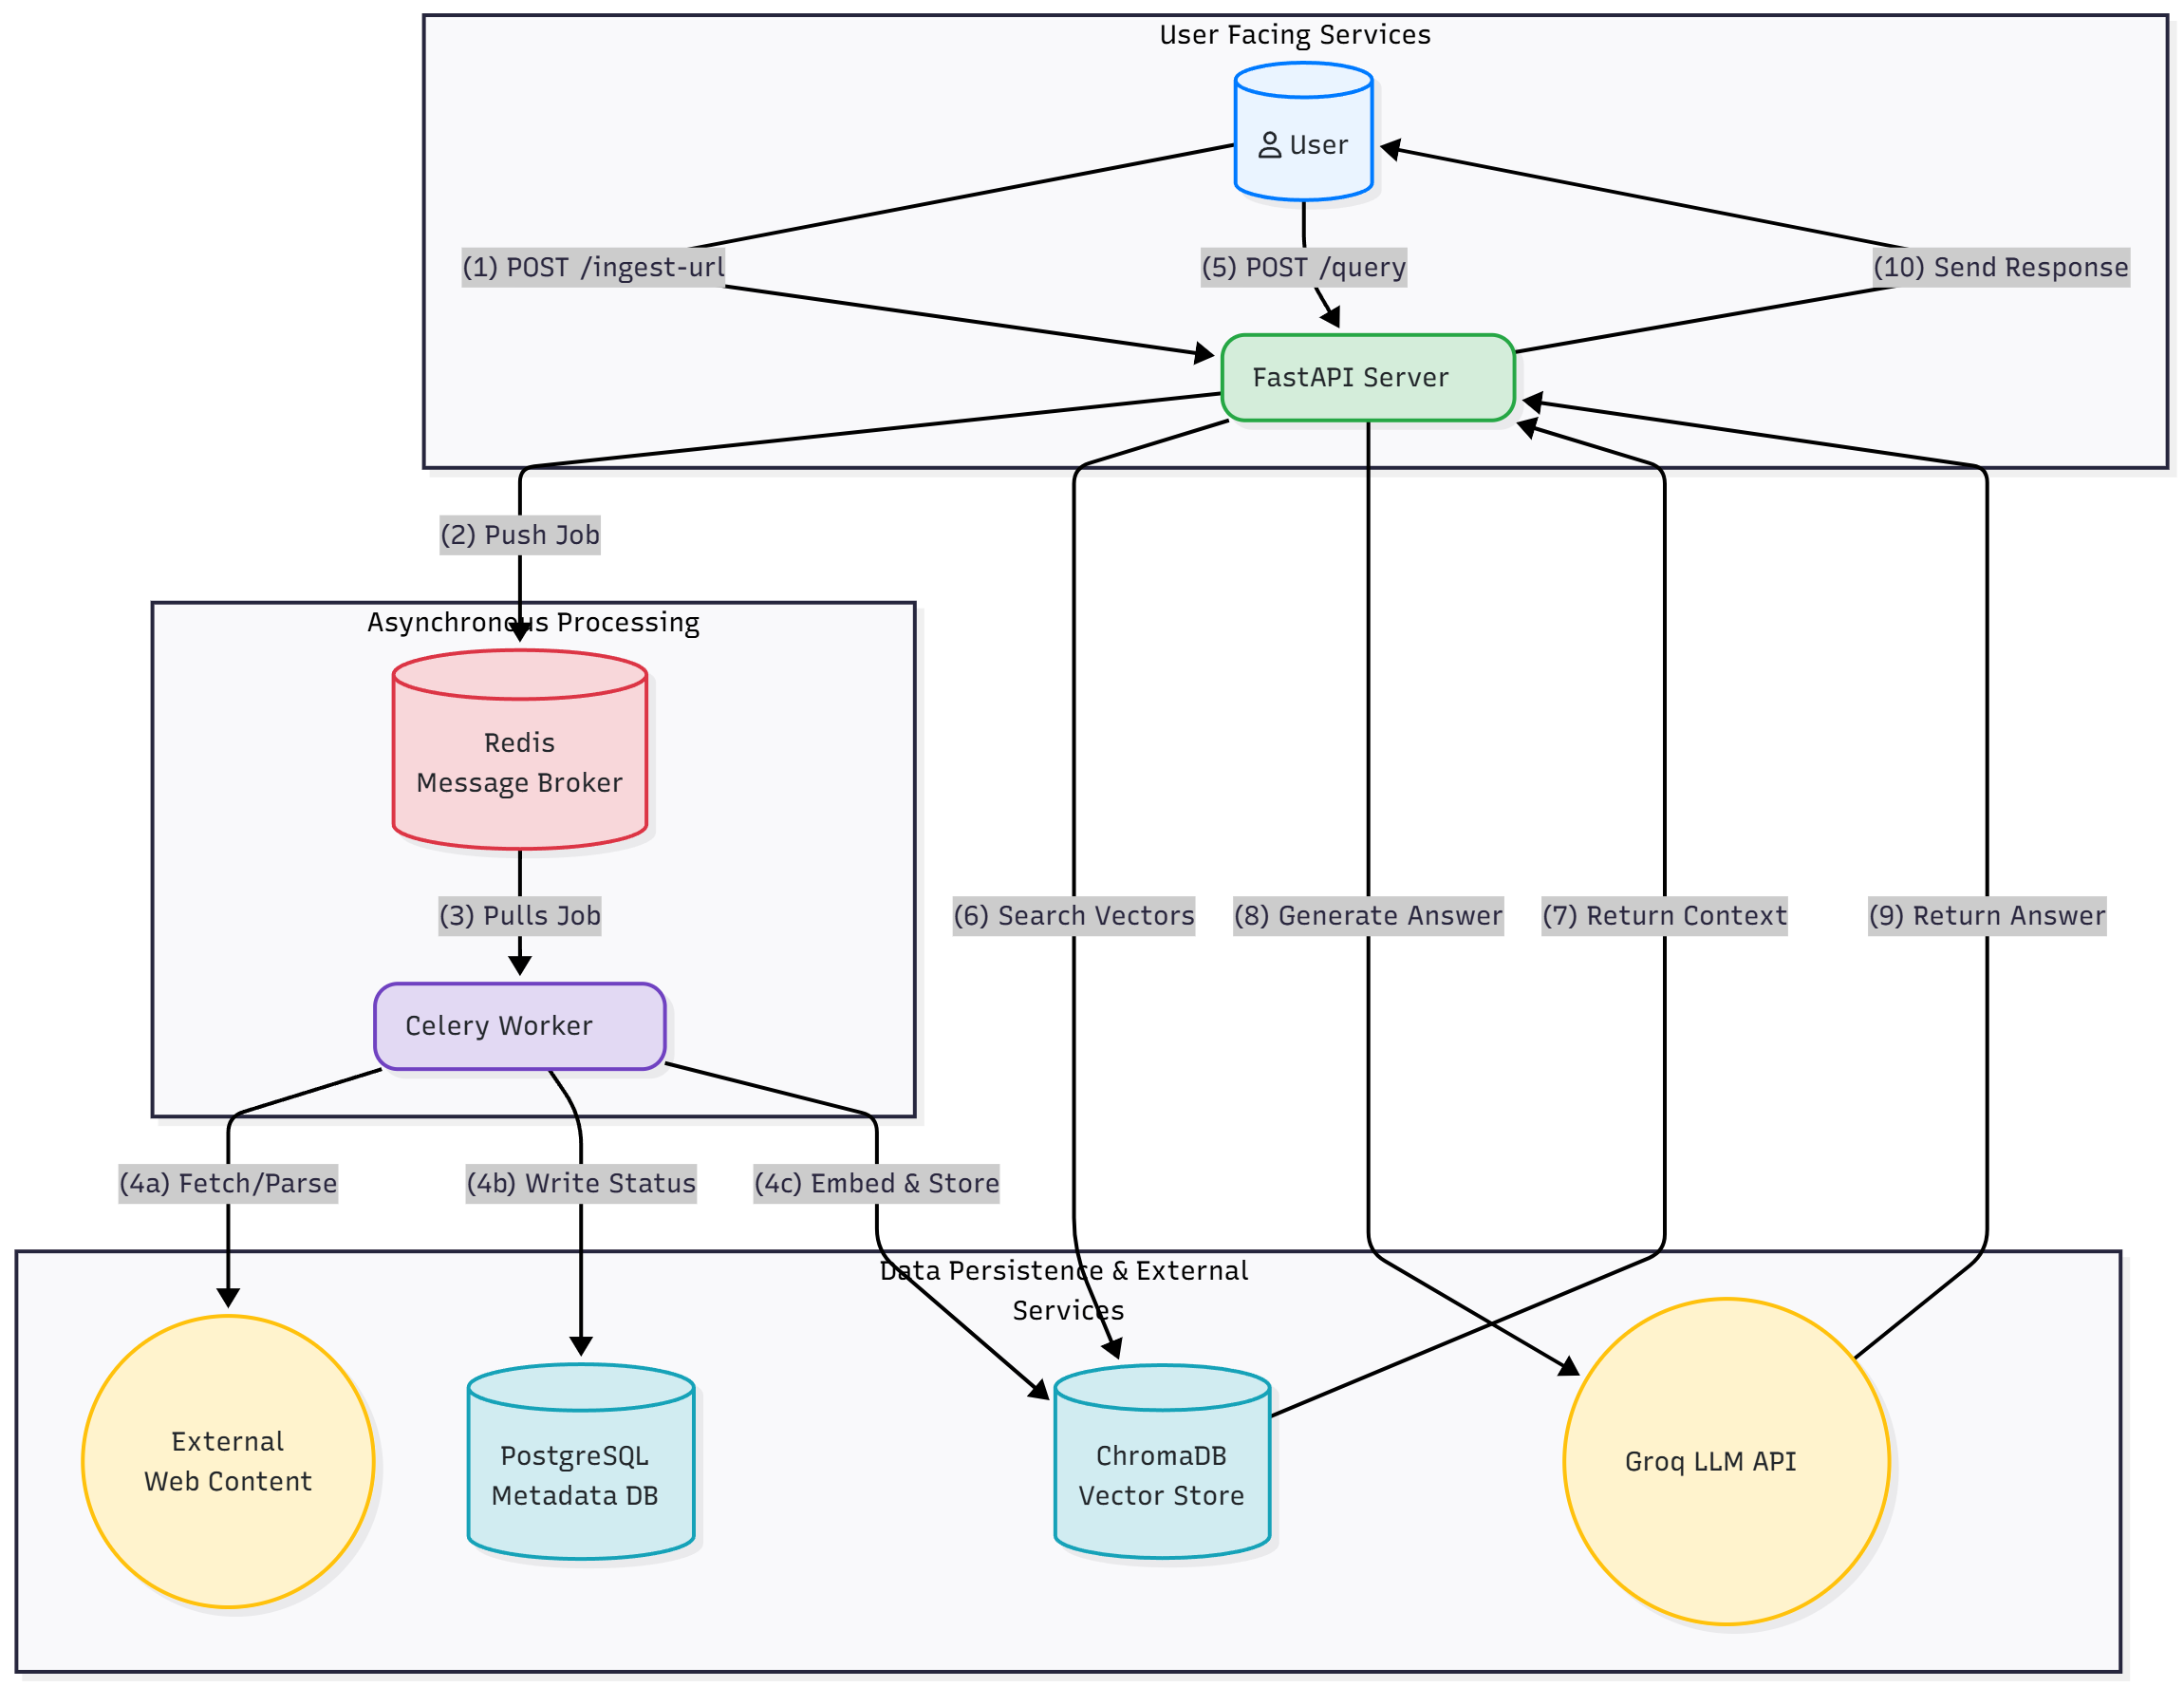 User Facing Services
User
(1) POST /ingest-url
(5) POST /query
(10) Send Response
FastAPI Server
(2) Push Job
Asynchronous Processing
Redis
Message Broker
(3) Pulls Job
(6) Search Vectors
(8) Generate Answer
(7) Return Context
(9) Return Answer
Celery Worker
(4a) Fetch/Parse
(4b) Write Status
(4c) Embed & Store
Data Persistence & External
Services
External
Web Content
PostgreSQL
Metadata DB
ChromaDB
Vector Store
Groq LLM API